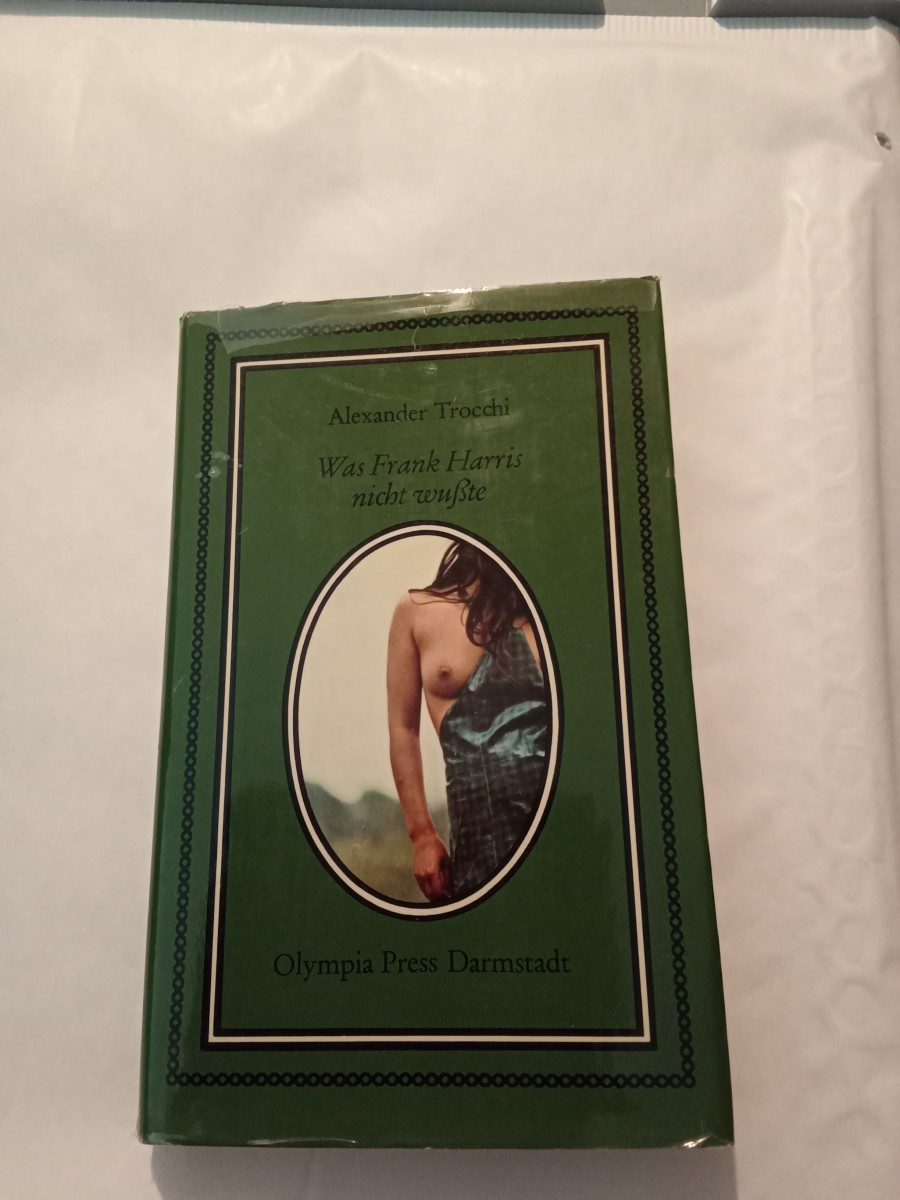 Alexander Trocchi
Was Frank Harris
nicht wußte
Olympia Press Darmstadt